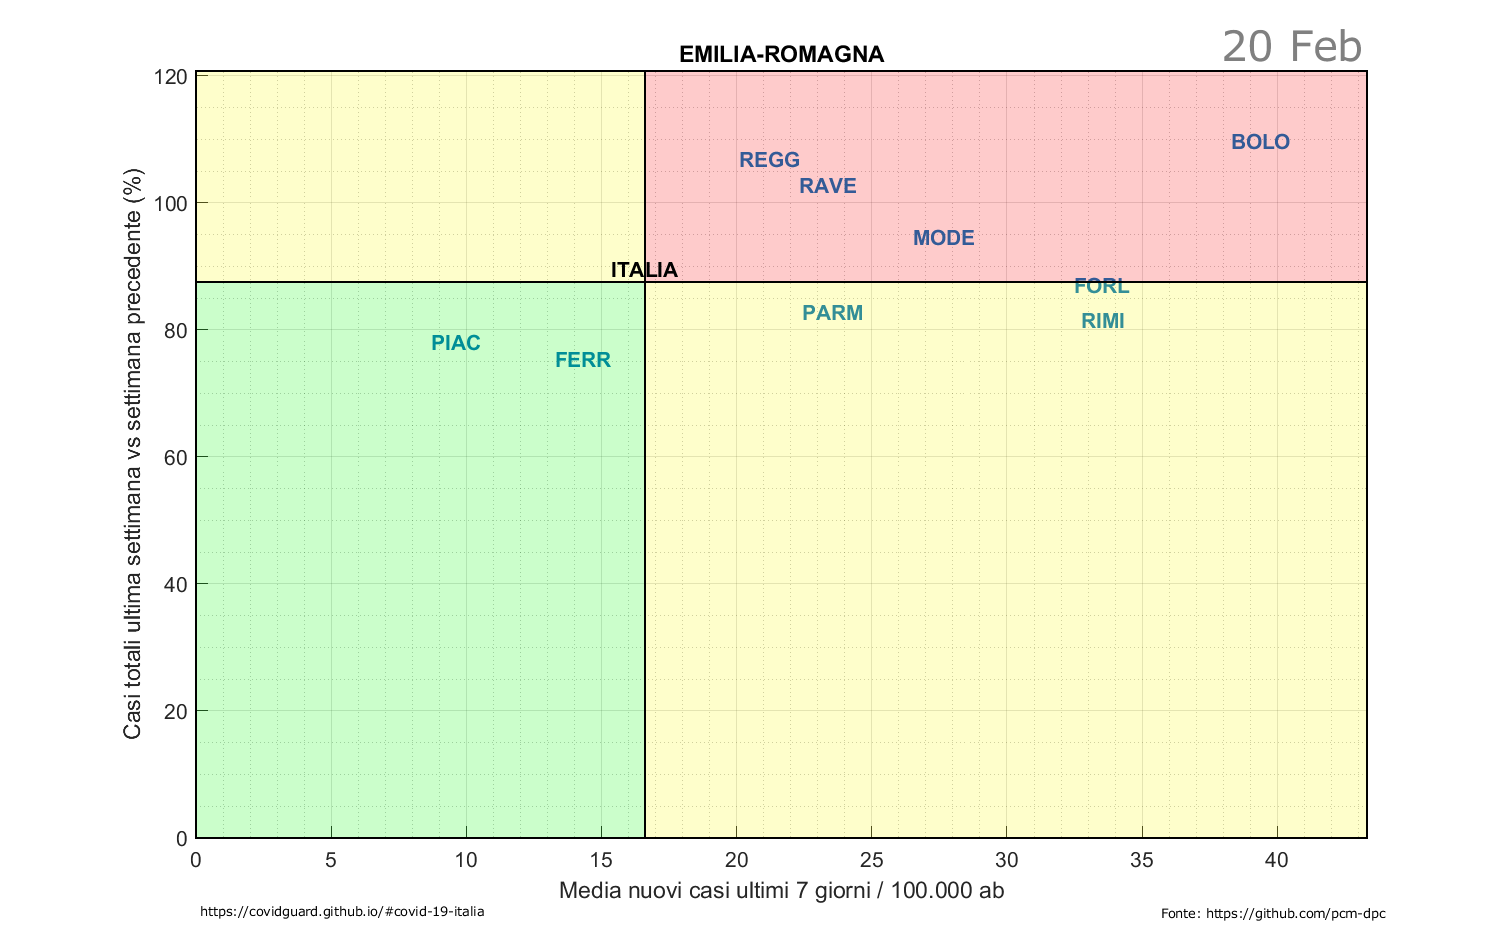 20 Feb
EMILIA-ROMAGNA
120
100
80
60
40
20
0
Casi totali ultima settimana vs settimana precedente (%)
BOLO
REGG
RAVE
MODE
ITALIA
FORL
PARM
RIMI
PIAC
FERR
0 5 10 15 20 25 30 35 40
Media nuovi casi ultimi 7 giorni / 100.000 ab
https://covidguard.github.io/#covid-19-italia
Fonte: https://github.com/pcm-dpc